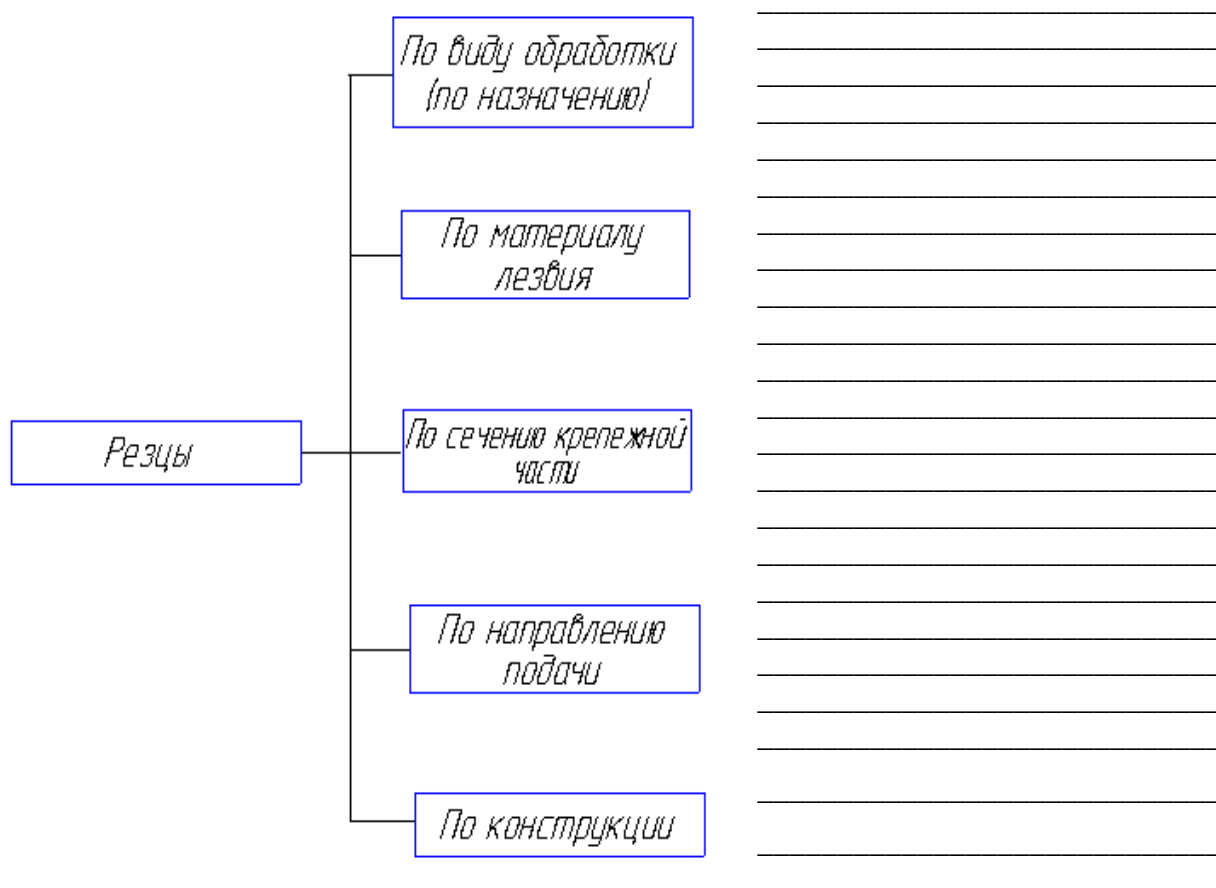 По виду обработки
(по назначению)
По материалу
лезвия
Резцы
По сечению крепежной
части
По направлению
подачи
По конструкции